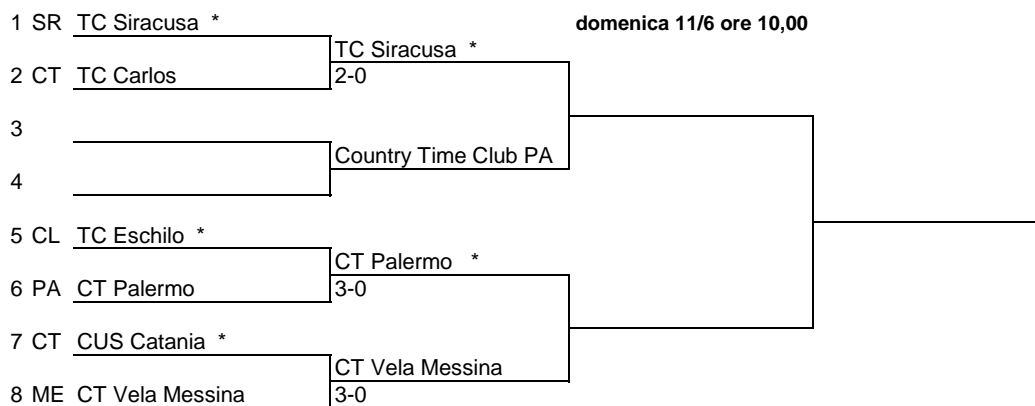 1 SR TC Siracusa *
domenica 11/6 ore 10,00
TC Siracusa *
2 CT TC Carlos
2-0
3
Country Time Club PA
4
5 CL TC Eschilo *
CT Palermo *
6 PA CT Palermo
3-0
7 CT CUS Catania *
CT Vela Messina
8 ME CT Vela Messina
3-0